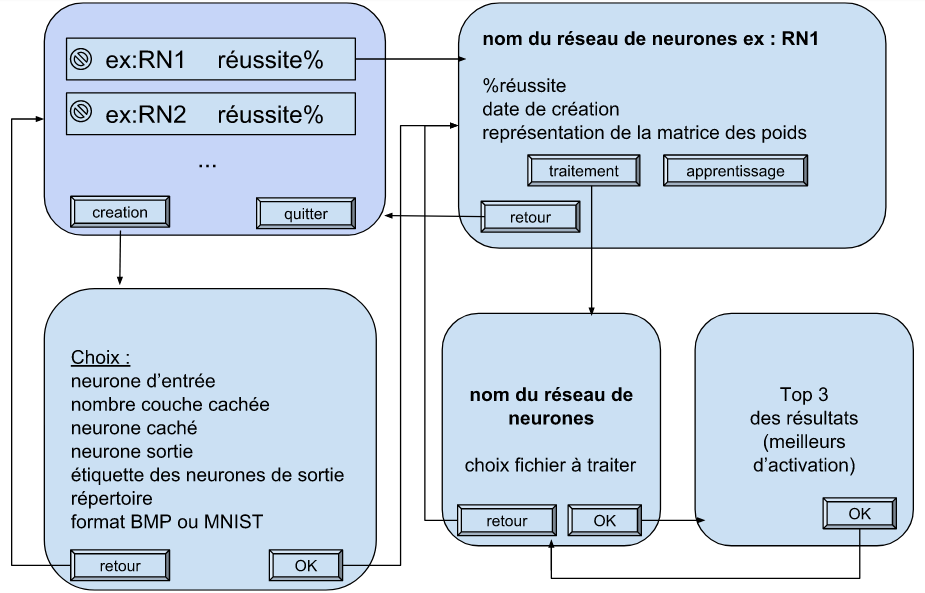 ex:RN1 réussite%
ex:RN2 réussite%
...
creation
quitter
nom du réseau de neurones ex : RN1
%réussite
date de création
représentation de la matrice des poids
traitement
apprentissage
retour
Choix :
neurone d'entrée
nombre couche cachée
neurone caché
neurone sortie
étiquette des neurones de sortie
répertoire
format BMP ou MNIST
retour
OK
nom du réseau de
neurones
choix fichier à traiter
retour
OK
Top 3
des résultats
(meilleurs
d'activation)
OK